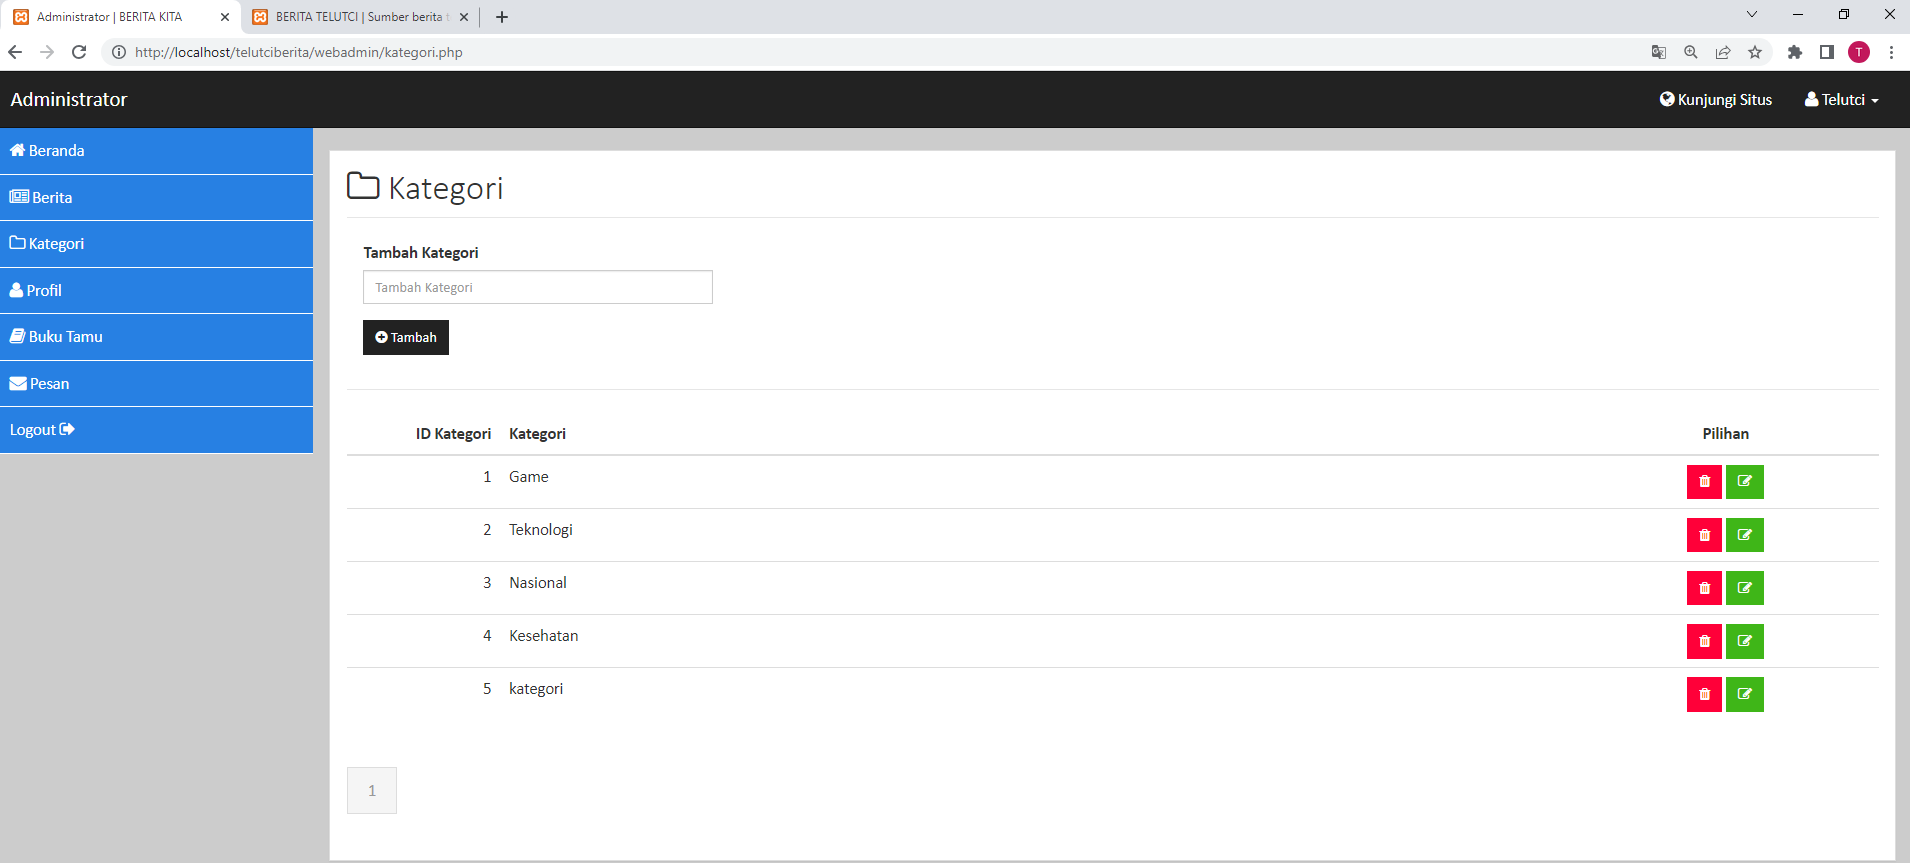 Administrator | BERITA KITA
BERITA TELUTCI | Sumber berita t
http://localhost/telutciberita/webadmin/kategori.php
T
Administrator
Kunjungi Situs
Telutci
Beranda
Berita
Kategori
Profil
Buku Tamu
Pesan
Logout
Kategori
Tambah Kategori
Tambah Kategori
Tambah
ID Kategori Kategori Pilihan
1 Game
2 Teknologi
3 Nasional
4 Kesehatan
5 kategori
1